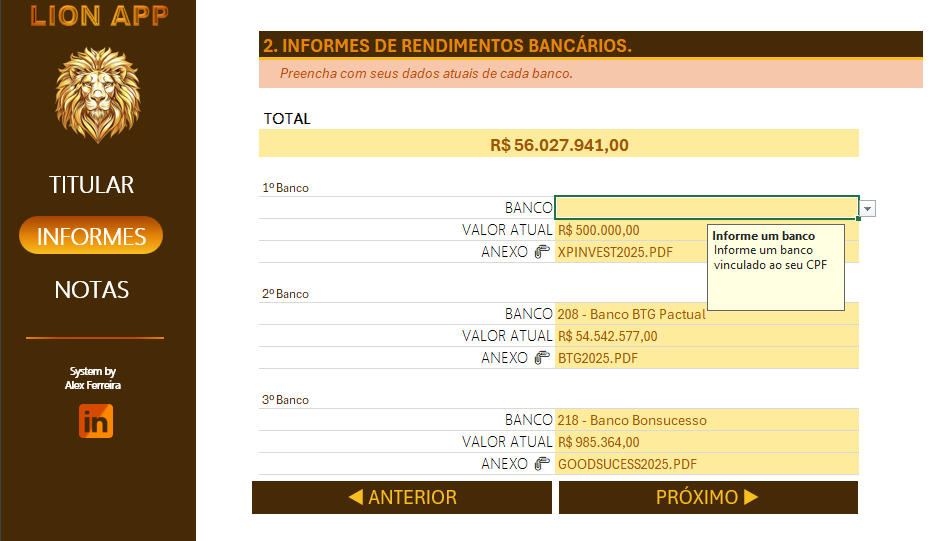 LION APP
TITULAR
INFORMES
NOTAS
System by
Alex Ferreira
in
2. INFORMES DE RENDIMENTOS BANCÁRIOS.
Preencha com seus dados atuais de cada banco.
TOTAL
R$ 56.027.941,00
1º Banco
BANCO
VALOR ATUAL R$ 500.000,00
ANEXO XPINVEST2025.PDF
Informe um banco
Informe um banco
vinculado ao seu CPF
2º Banco
BANCO 208 - Banco BTG Pactual
VALOR ATUAL R$ 54.542.577,00
ANEXO BTG2025.PDF
3º Banco
BANCO 218 - Banco Bonsucesso
VALOR ATUAL R$ 985.364,00
ANEXO GOODSUCESS2025.PDF
◀ ANTERIOR PRÓXIMO ▶